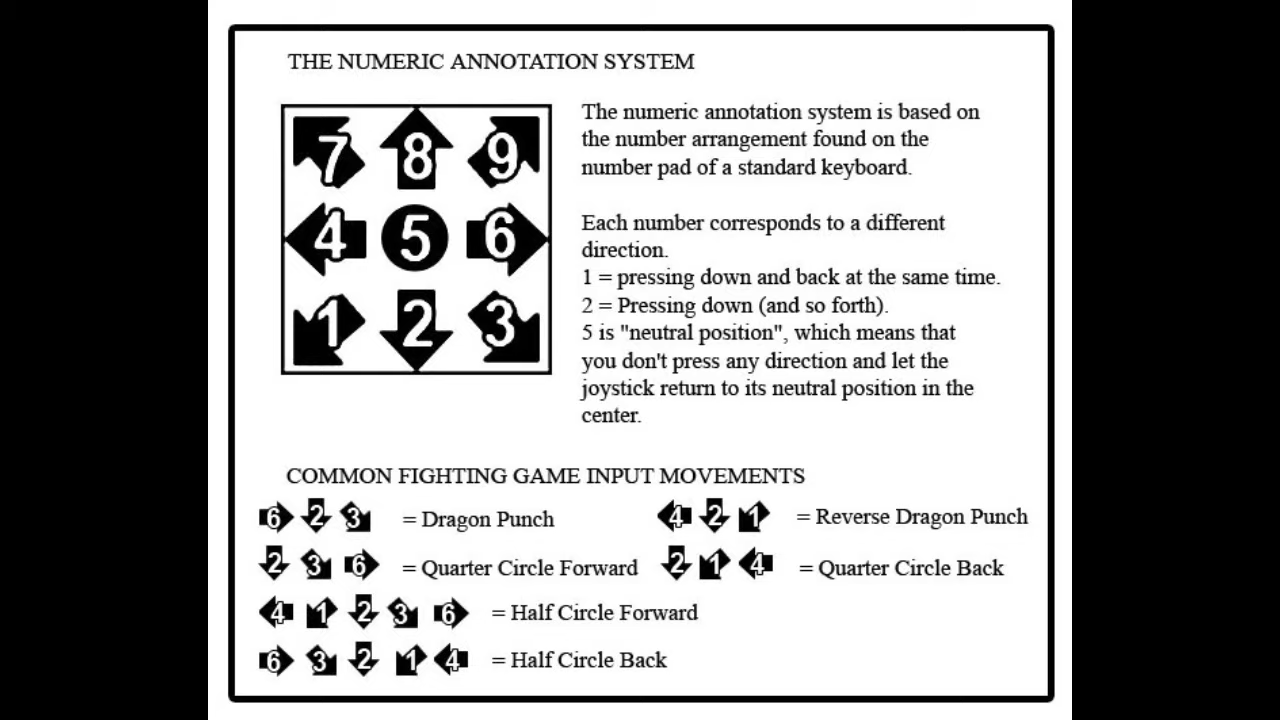 THE NUMERIC ANNOTATION SYSTEM
7 8 9
4 5 6
1 2 3
The numeric annotation system is based on
the number arrangement found on the
number pad of a standard keyboard.
Each number corresponds to a different
direction.
1 = pressing down and back at the same time.
2 = Pressing down (and so forth).
5 is "neutral position", which means that
you don't press any direction and let the
joystick return to its neutral position in the
center.
COMMON FIGHTING GAME INPUT MOVEMENTS
6 2 3 = Dragon Punch
4 2 1 = Reverse Dragon Punch
2 3 6 = Quarter Circle Forward
2 1 4 = Quarter Circle Back
4 1 2 3 6 = Half Circle Forward
6 3 2 1 4 = Half Circle Back